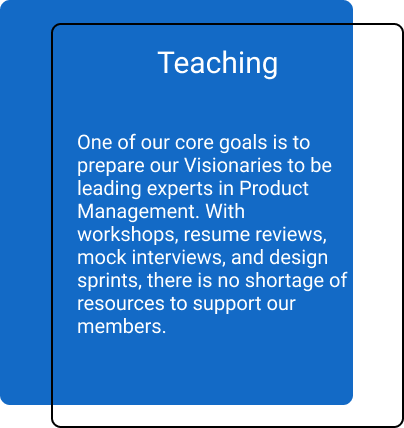 Teaching
One of our core goals is to
prepare our Visionaries to be
leading experts in Product
Management. With
workshops, resume reviews,
mock interviews, and design
sprints, there is no shortage of
resources to support our
members.